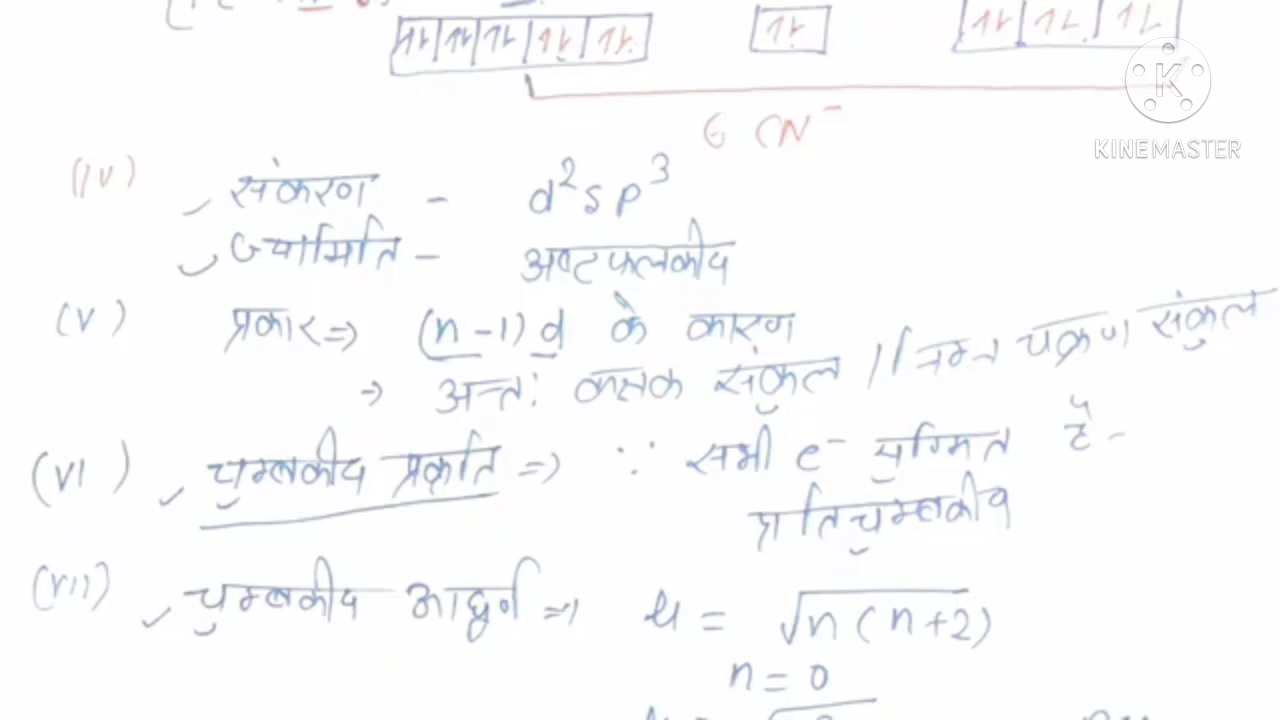 6 CN⁻
K
KINEMASTER
(iv) संकरण - d²sp³
ज्यामिति - अष्टफलकीय
(v) प्रकार ⇒ (n-1) d के कारण
⇒ अन्तः कक्षक संकुल // निम्न चक्रण संकुल
(vi) चुम्बकीय प्रकृति ⇒ ∵ सभी e⁻ युग्मित हैं -
प्रतिचुम्बकीय
(vii) चुम्बकीय आघुर्ण ⇒ μ = √n(n+2)
n = 0